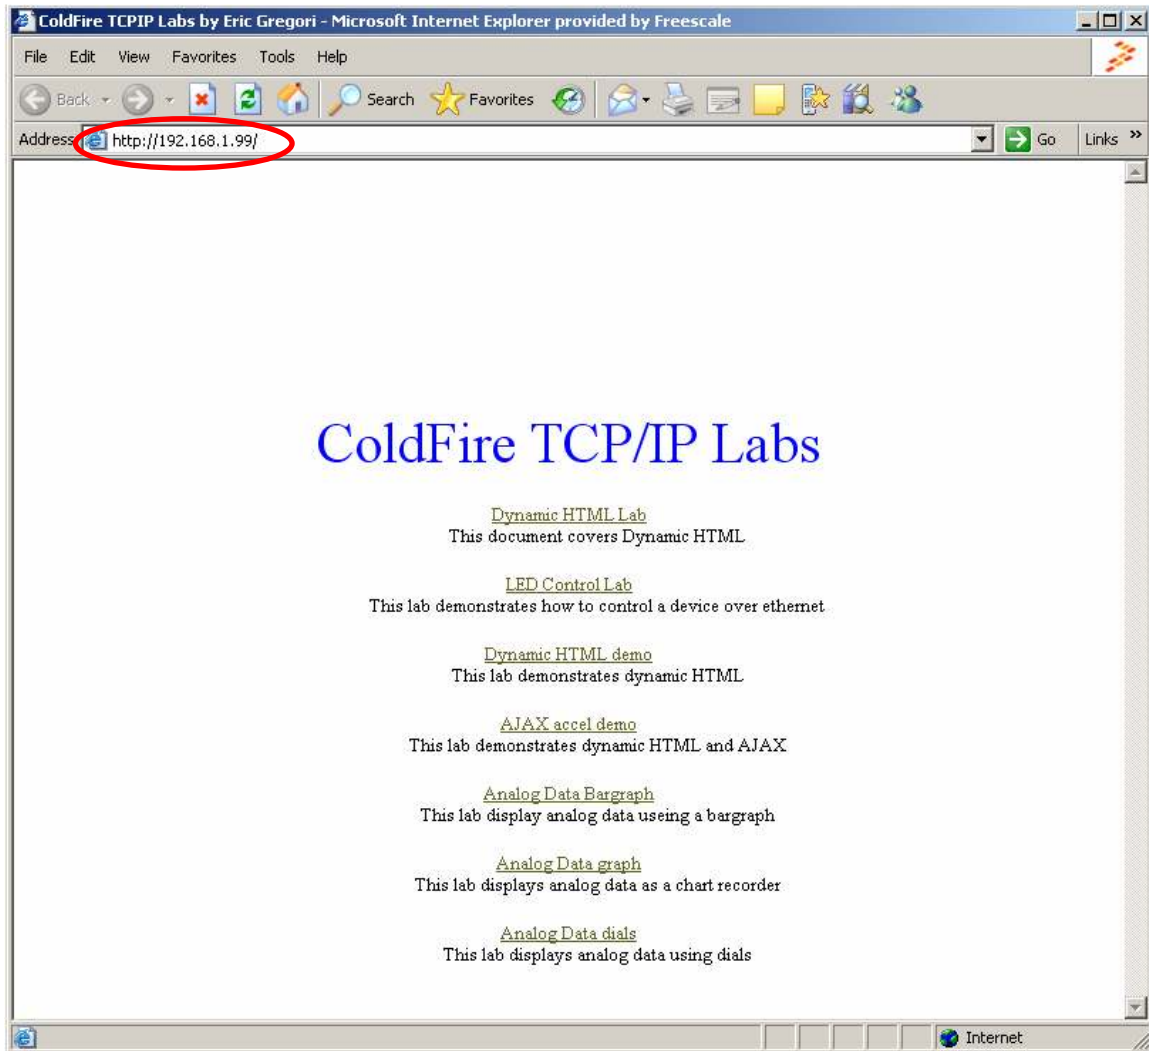 ColdFire TCPIP Labs by Eric Gregori - Microsoft Internet Explorer provided by Freescale
File Edit View Favorites Tools Help
Back Search Favorites
Address http://192.168.1.99/ Go Links »
ColdFire TCP/IP Labs
Dynamic HTML Lab
This document covers Dynamic HTML
LED Control Lab
This lab demonstrates how to control a device over ethernet
Dynamic HTML demo
This lab demonstrates dynamic HTML
AJAX accel demo
This lab demonstrates dynamic HTML and AJAX
Analog Data Bargraph
This lab display analog data useing a bargraph
Analog Data graph
This lab displays analog data as a chart recorder
Analog Data dials
This lab displays analog data using dials
Internet